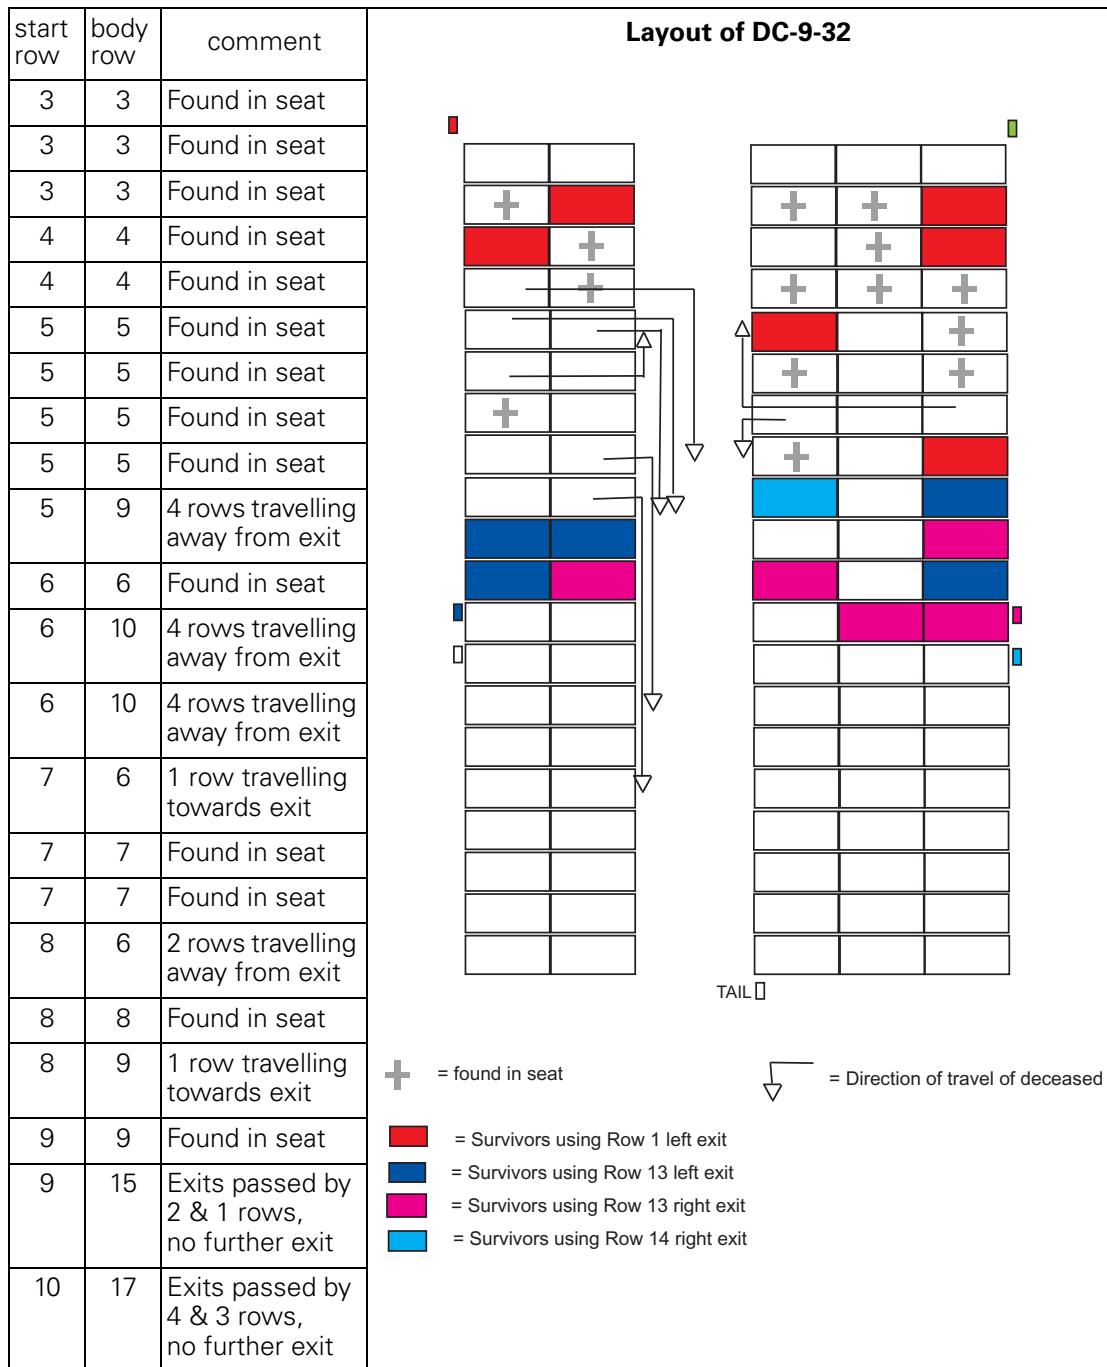 start row
body row
comment
3 3 Found in seat
3 3 Found in seat
3 3 Found in seat
4 4 Found in seat
4 4 Found in seat
5 5 Found in seat
5 5 Found in seat
5 5 Found in seat
5 5 Found in seat
5 9 4 rows travelling
away from exit
6 6 Found in seat
6 10 4 rows travelling
away from exit
6 10 4 rows travelling
away from exit
7 6 1 row travelling
towards exit
7 7 Found in seat
7 7 Found in seat
8 6 2 rows travelling
away from exit
8 8 Found in seat
8 9 1 row travelling
towards exit
9 9 Found in seat
9 15 Exits passed by
2 & 1 rows,
no further exit
10 17 Exits passed by
4 & 3 rows,
no further exit
Layout of DC-9-32
TAIL
= found in seat
= Direction of travel of deceased
= Survivors using Row 1 left exit
= Survivors using Row 13 left exit
= Survivors using Row 13 right exit
= Survivors using Row 14 right exit